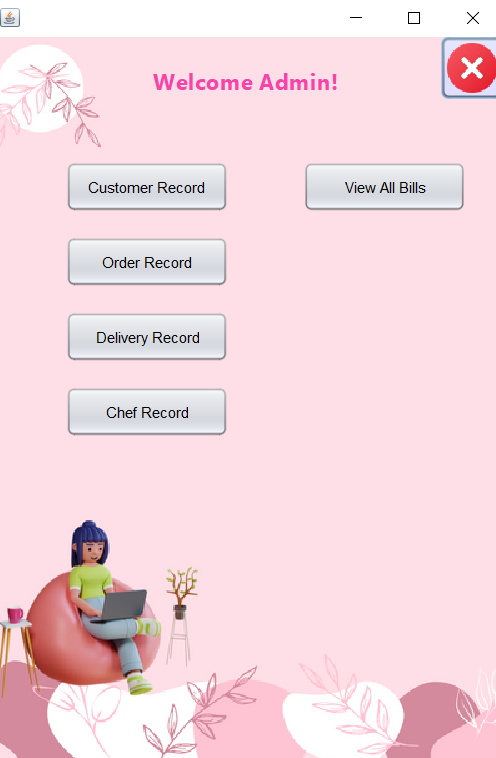 Welcome Admin!
Customer Record
View All Bills
Order Record
Delivery Record
Chef Record